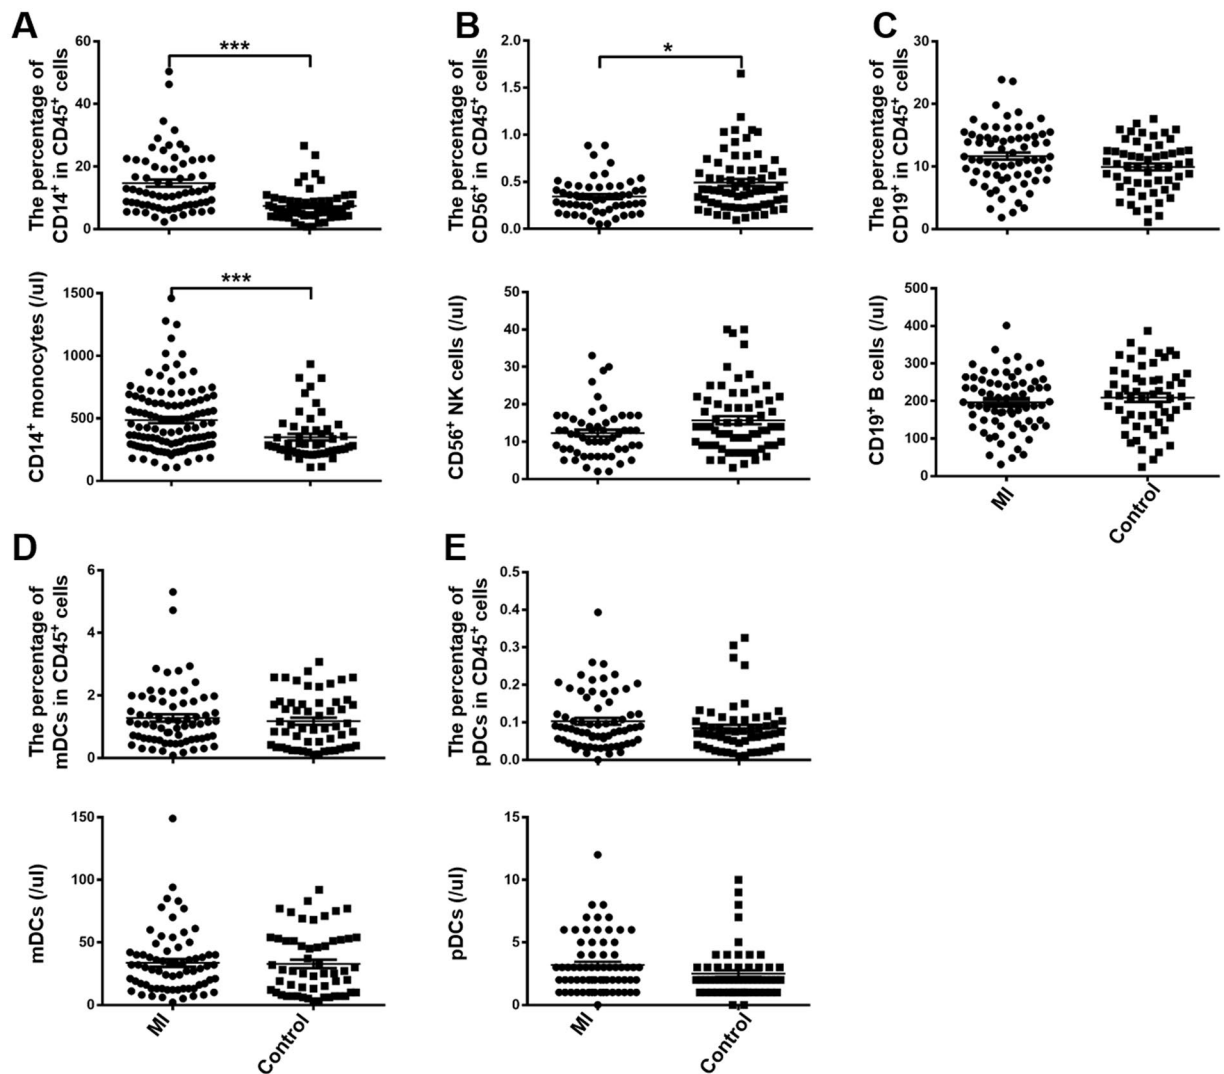 A
The percentage of
CD14+ in CD45+ cells
60
40
20
0
***
B
The percentage of
CD56+ in CD45+ cells
2.0
1.5
1.0
0.5
0.0
*
C
The percentage of
CD19+ in CD45+ cells
30
20
10
0
CD14+ monocytes (/ul)
1500
1000
500
0
***
CD56+ NK cells (/ul)
50
40
30
20
10
0
CD19+ B cells (/ul)
500
400
300
200
100
0
MI
Control
D
The percentage of
mDCs in CD45+ cells
6
4
2
0
E
The percentage of
pDCs in CD45+ cells
0.5
0.4
0.3
0.2
0.1
0.0
mDCs (/ul)
150
100
50
0
MI
Control
pDCs (/ul)
15
10
5
0
MI
Control